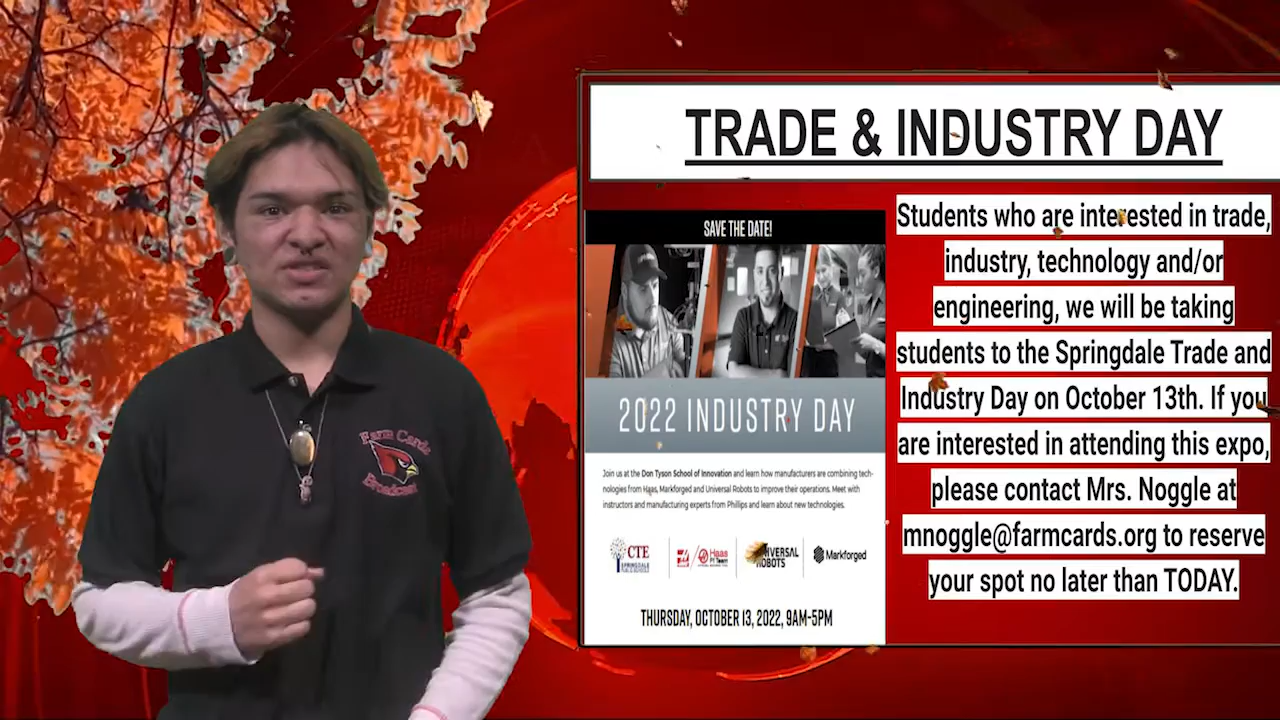 TRADE & INDUSTRY DAY
SAVE THE DATE!
2022 INDUSTRY DAY
Join us at the Don Tyson School of Innovation and learn how manufacturers are combining tech-
nologies from Haas, Markforged and Universal Robots to improve their operations. Meet with
instructors and manufacturing experts from Phillips and learn about new technologies.
CTE
SPRINGDALE
PUBLIC SCHOOLS
Haas
Team
UNIVERSAL
ROBOTS
Markforged
THURSDAY, OCTOBER 13, 2022, 9AM-5PM
Students who are interested in trade,
industry, technology and/or
engineering, we will be taking
students to the Springdale Trade and
Industry Day on October 13th. If you
are interested in attending this expo,
please contact Mrs. Noggle at
mnoggle@farmcards.org to reserve
your spot no later than TODAY.
Farm Cards
Broadcast